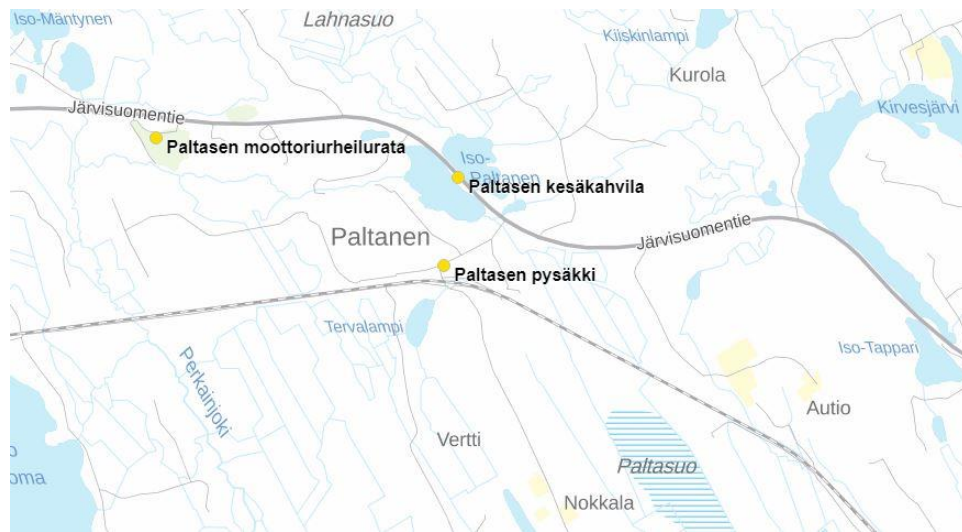 Iso-Mäntynen
Lahnasuo
Kiiskinlampi
Kurola
Kirvesjärvi
Järvisuomentie
Paltasen moottoriurheilurata
Iso-
Paltanen
Paltasen kesäkahvila
Järvisuomentie
Paltanen
Paltasen pysäkki
Tervalampi
Iso-Tappari
Perkainjoki
Autio
Vertti
Paltasuo
oma
Nokkala